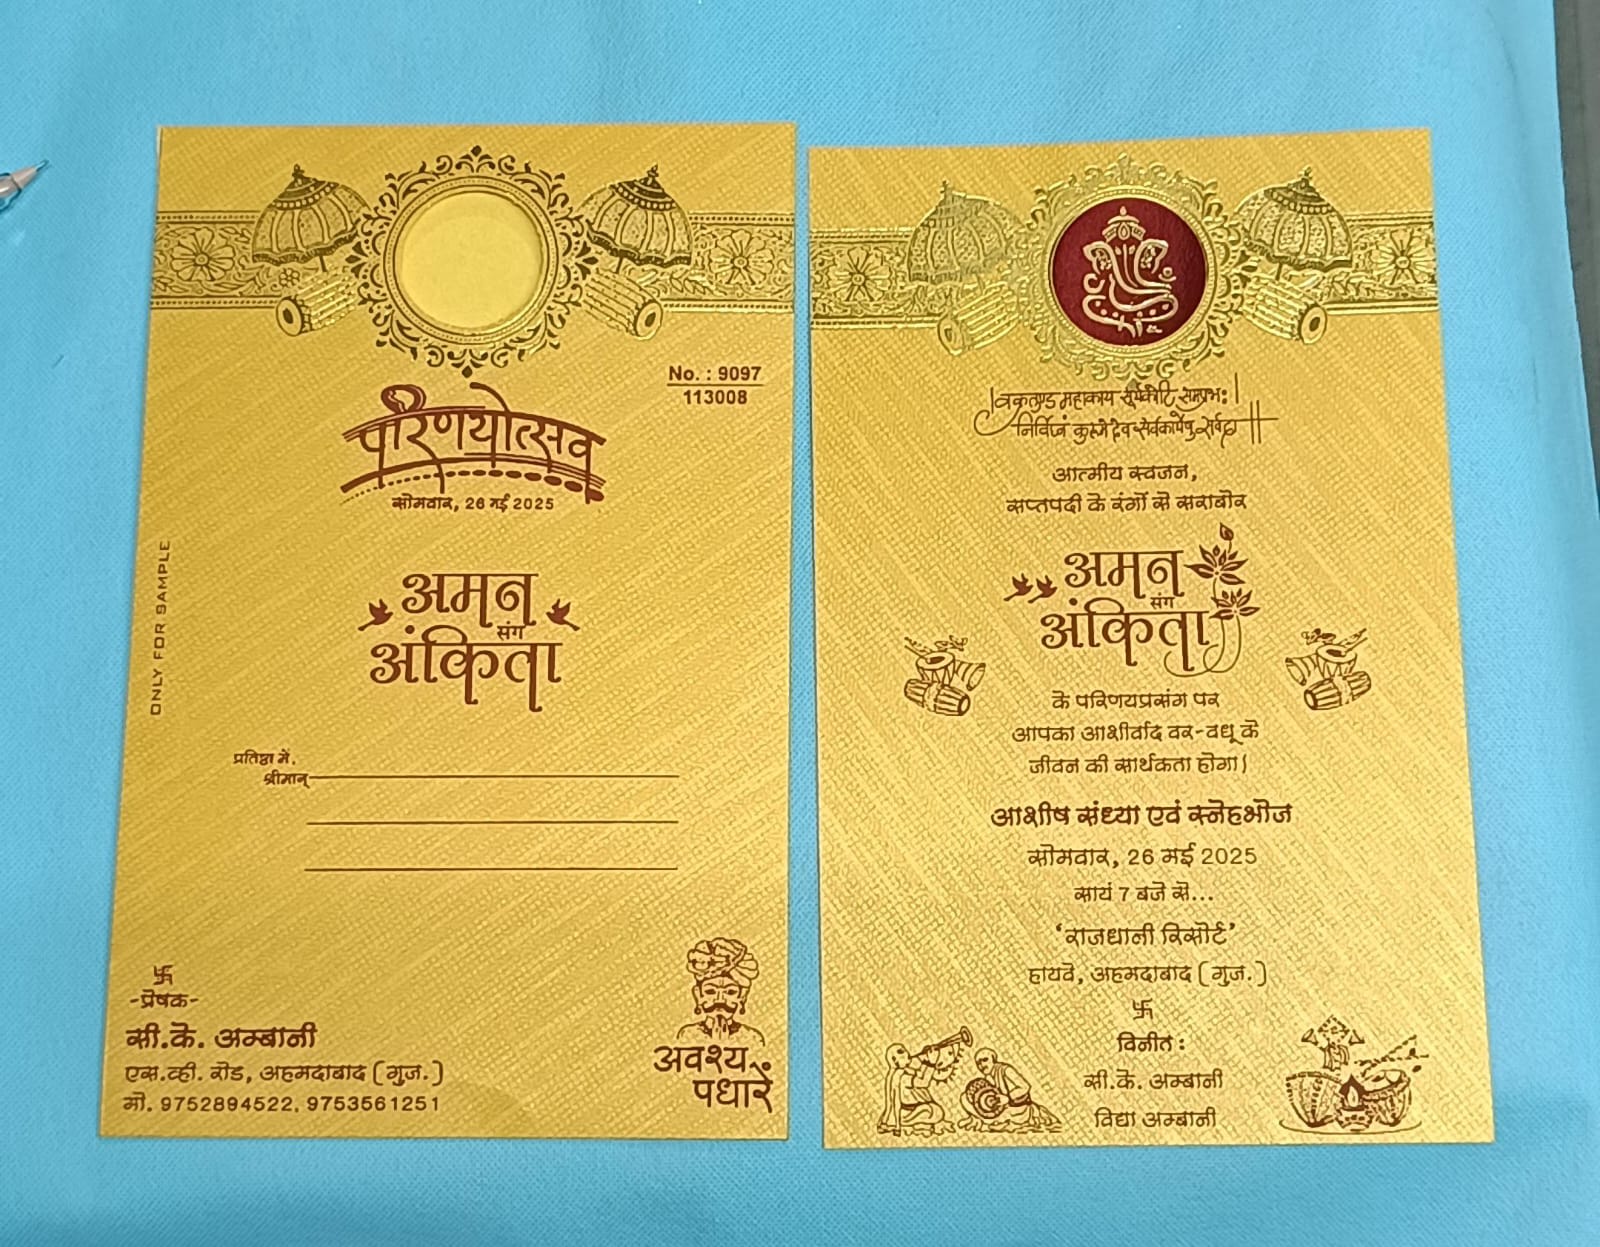 No. : 9097
113008
परिणयोत्सव
सोमवार, 26 मई 2025
ONLY FOR SAMPLE
अमन
संग
अंकिता
प्रतिष्ठा में,
श्रीमान्
卐
-प्रेषक-
सी.के. अम्बानी
एस.व्ही. रोड, अहमदाबाद (गुज.)
मो. 9752894522, 9753561251
अवश्य
पधारें
।वक्रतुण्ड महाकाय सूर्यकोटि समप्रभः।
निर्विघ्नं कुरूमे देव सर्वकार्येषु सर्वदा॥
आत्मीय स्वजन,
सप्तपदी के रंगों से सराबोर
अमन
संग
अंकिता
के परिणयप्रसंग पर
आपका आशीर्वाद वर-वधू के
जीवन की सार्थकता होगा।
आशीष संध्या एवं स्नेहभोज
सोमवार, 26 मई 2025
सायं 7 बजे से...
‘राजधानी रिसोर्ट’
हायवे, अहमदाबाद (गुज.)
卐
विनीत :
सी.के. अम्बानी
विद्या अम्बानी